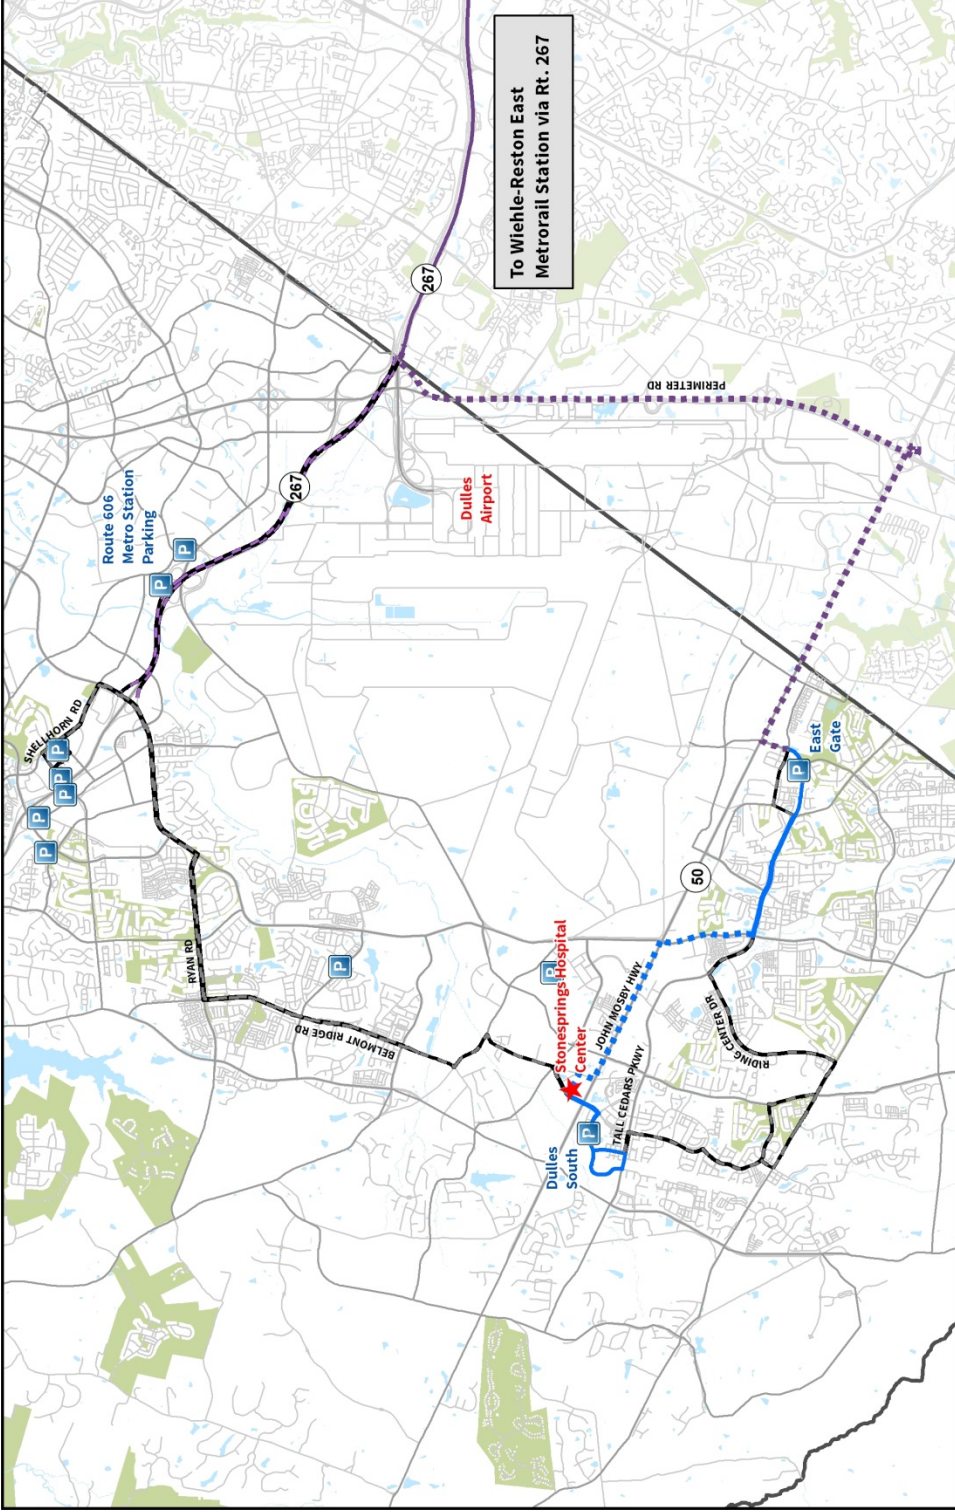 To Wiehle-Reston East
Metrorail Station via Rt. 267
267
267
Route 606
Metro Station
Parking
P
P
SHELLHORN RD
P
P
P
P
P
RYAN RD
P
BELMONT RIDGE RD
Dulles
Airport
PERIMETER RD
P
Stonesprings Hospital
Center
JOHN MOSBY HWY
50
TALL CEDARS PKWY
Dulles
South
P
RIDING CENTER DR
East
Gate
P